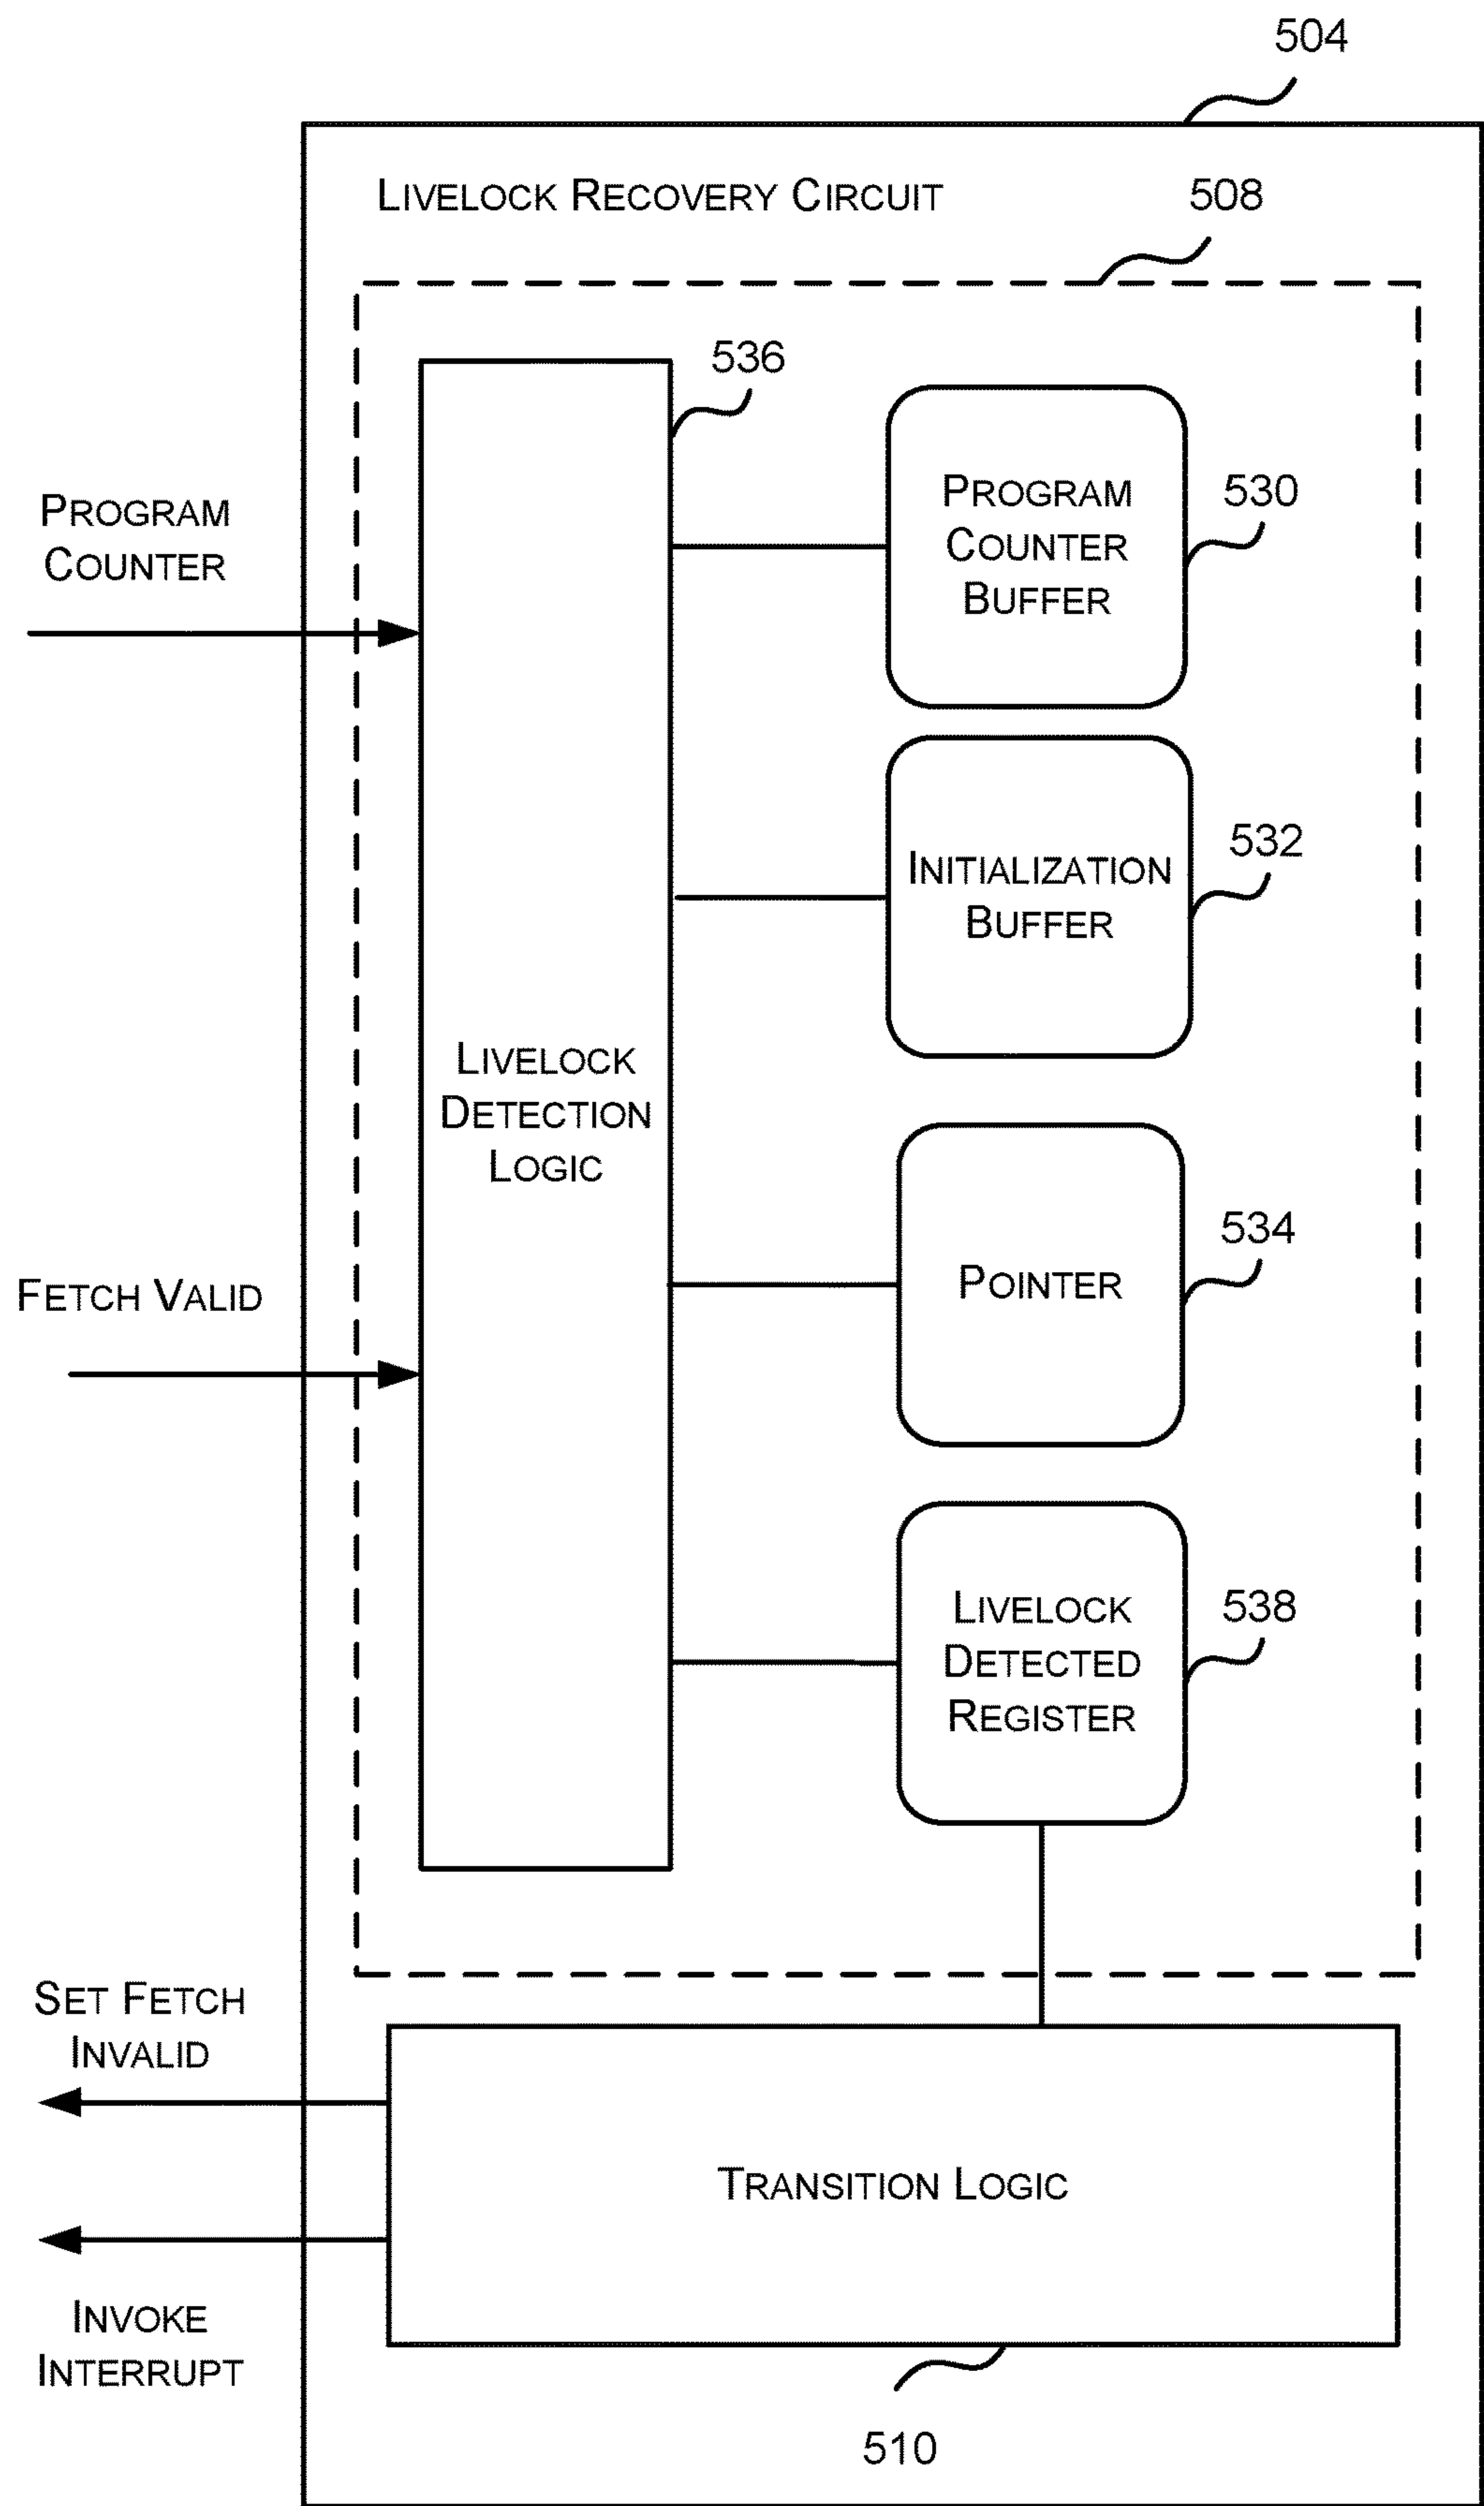 504
LIVELOCK RECOVERY CIRCUIT
508
536
PROGRAM
COUNTER
BUFFER
530
PROGRAM
COUNTER
INITIALIZATION
BUFFER
532
LIVELOCK
DETECTION
LOGIC
POINTER
534
FETCH VALID
LIVELOCK
DETECTED
REGISTER
538
SET FETCH
INVALID
TRANSITION LOGIC
INVOKE
INTERRUPT
510